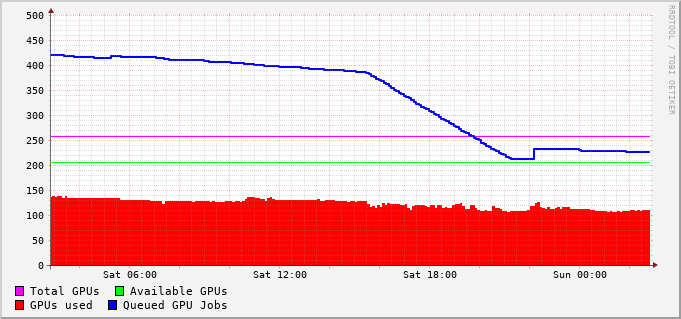 RRDTOOL / TOBI OETIKER
500
450
400
350
300
250
200
150
100
50
0
Sat 06:00 Sat 12:00 Sat 18:00 Sun 00:00
Total GPUs Available GPUs
GPUs used Queued GPU Jobs